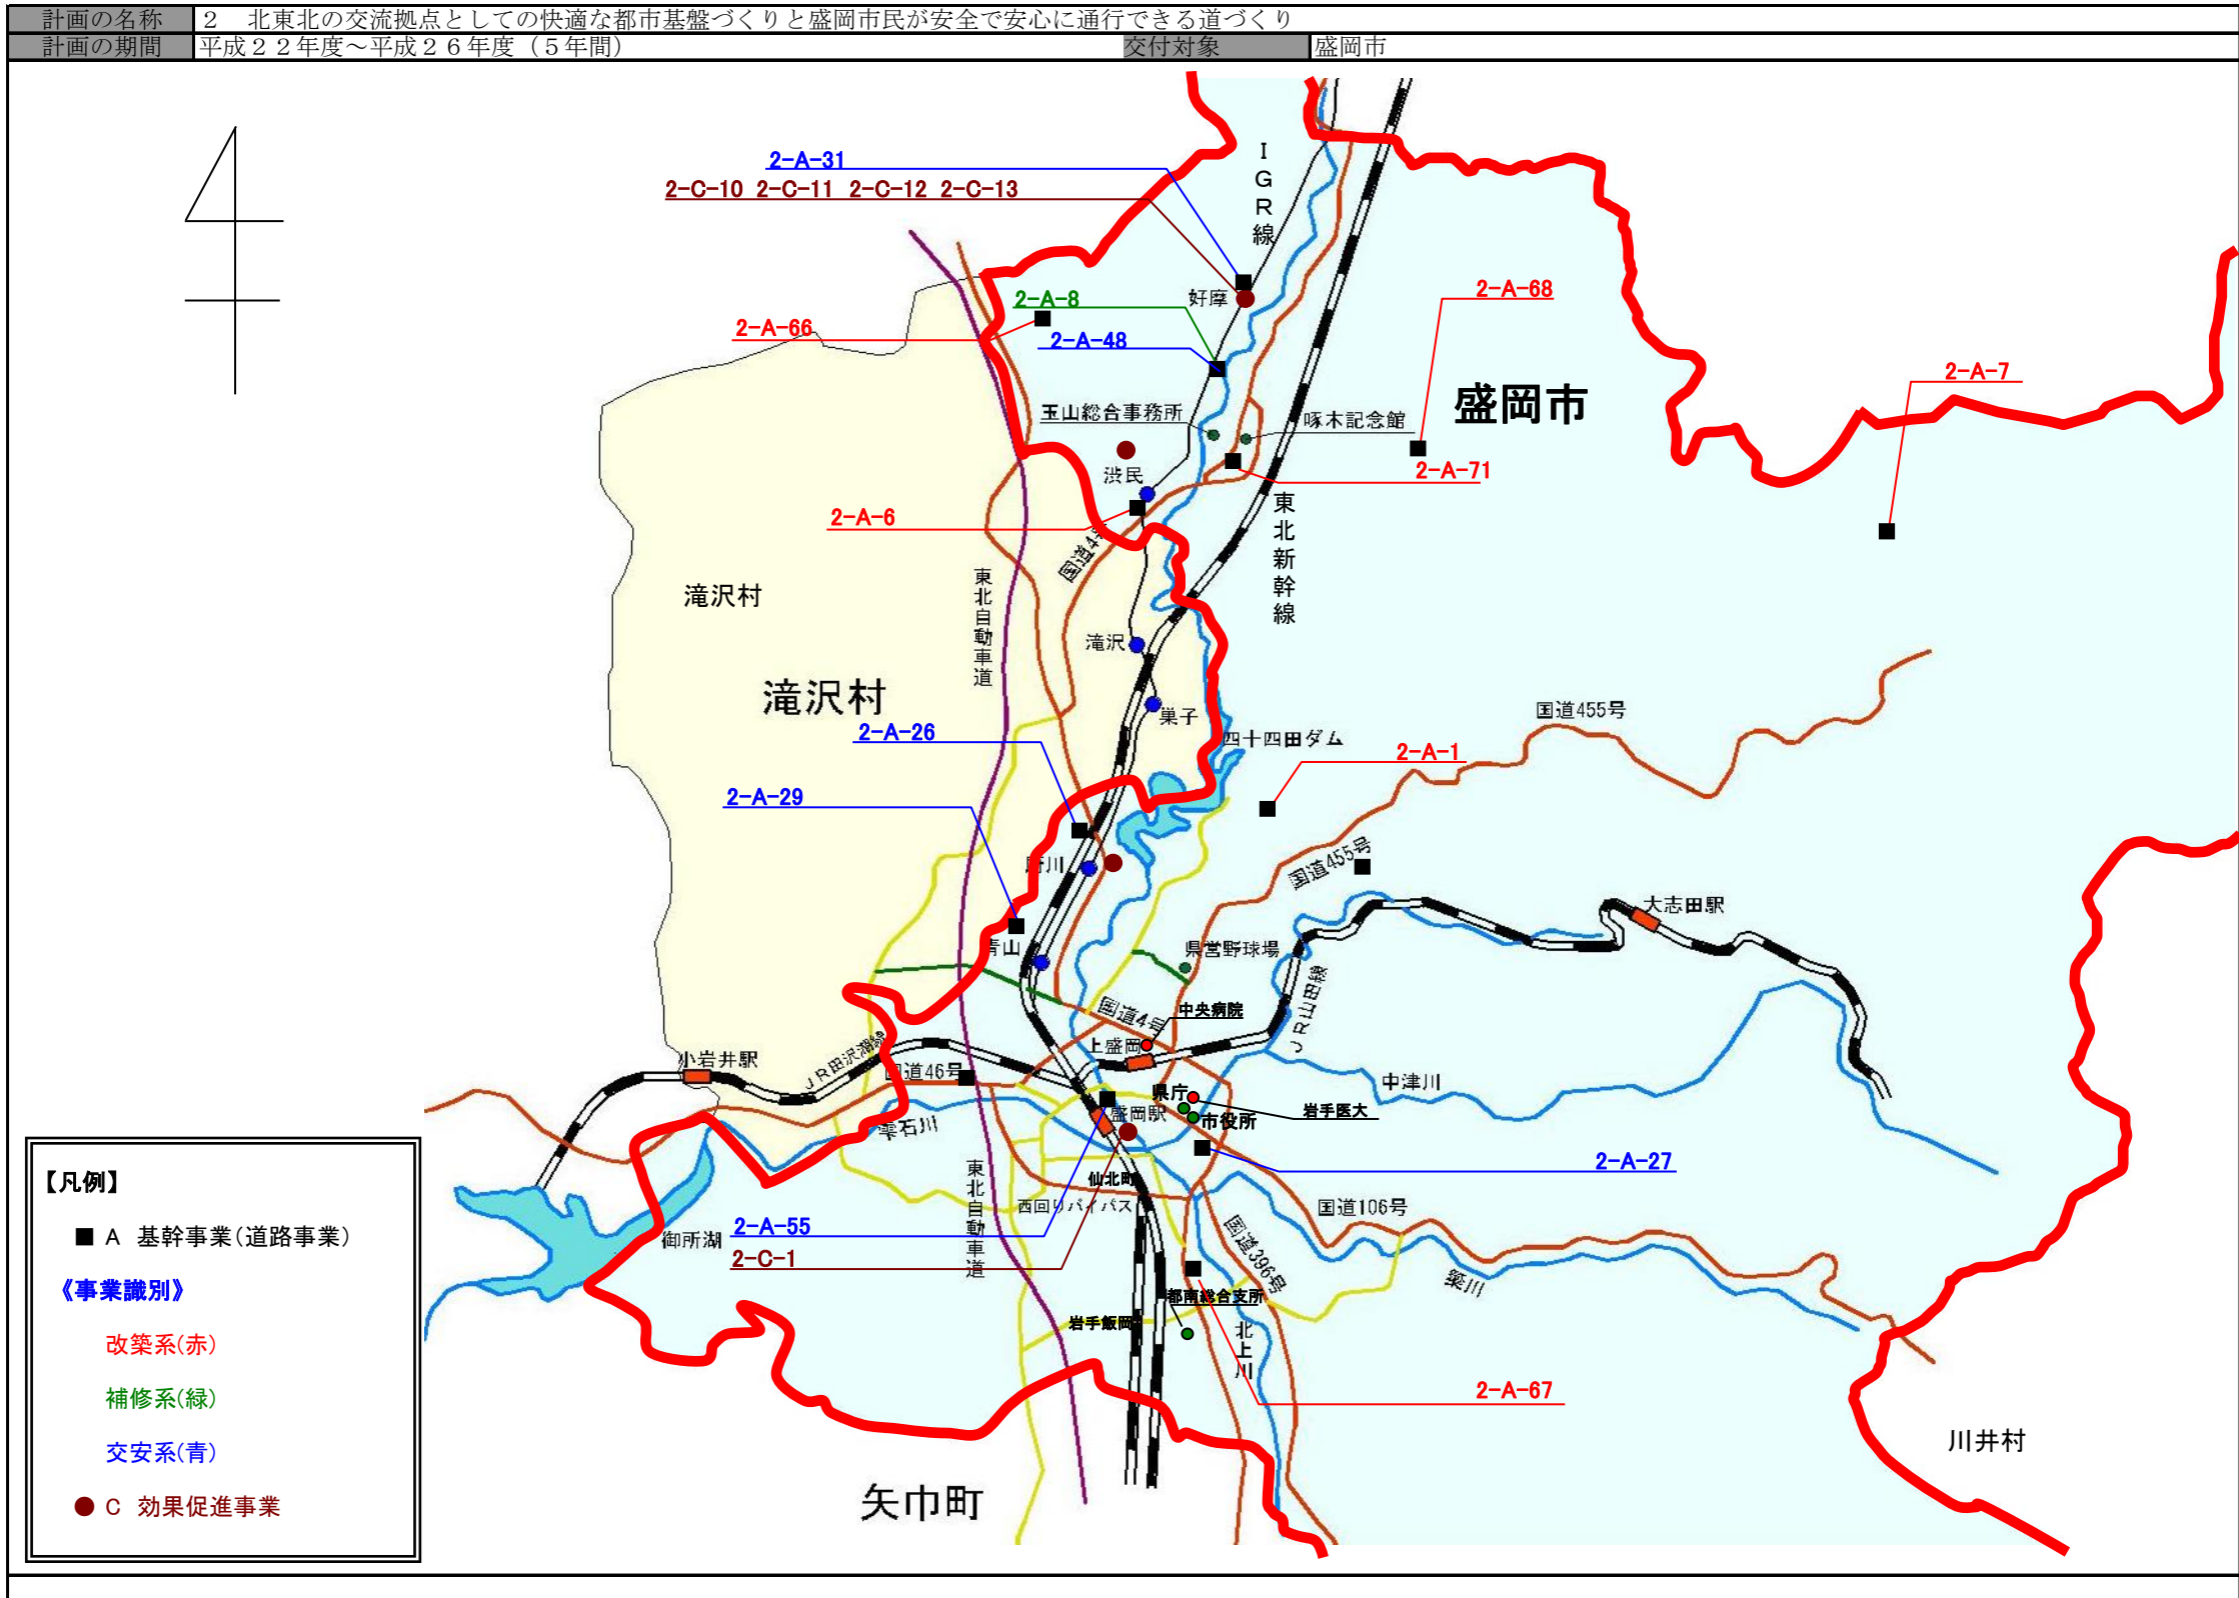 計画の名称 2 北東北の交流拠点としての快適な都市基盤づくりと盛岡市民が安全で安心に通行できる道づくり
計画の期間 平成22年度～平成26年度(5年間) 交付対象 盛岡市
2-A-31
2-C-10 2-C-11 2-C-12 2-C-13
IGR線
2-A-8
好摩
2-A-68
2-A-66
2-A-48
2-A-7
盛岡市
玉山総合事務所
啄木記念館
渋民
2-A-71
2-A-6
東北新幹線
国道4号
東北自動車道
滝沢村
滝沢
滝沢村
巣子
国道455号
2-A-26
四十四田ダム
2-A-1
2-A-29
国道455号
厨川
大志田駅
青山
県営野球場
JR山田線
国道4号
中央病院
上盛岡
小岩井駅
JR田沢湖線
国道46号
中津川
県庁
岩手医大
盛岡駅
市役所
雫石川
2-A-27
東北自動車道
仙北町
西回りバイパス
国道106号
2-A-55
御所湖
2-C-1
国道396号
簗川
都南総合支所
岩手飯岡
北上川
2-A-67
川井村
矢巾町
【凡例】
■ A 基幹事業(道路事業)
《事業識別》
改築系(赤)
補修系(緑)
交安系(青)
● C 効果促進事業